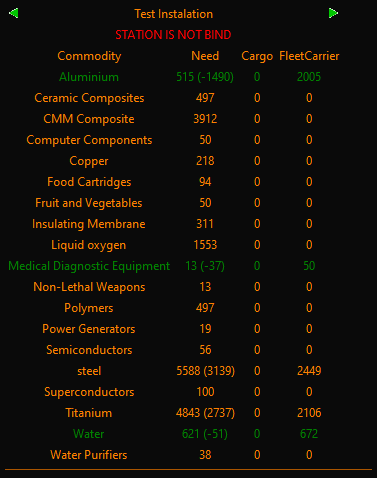 Test Instalation
STATION IS NOT BIND
Commodity Need Cargo FleetCarrier
Aluminium 515 (-1490) 0 2005
Ceramic Composites 497 0 0
CMM Composite 3912 0 0
Computer Components 50 0 0
Copper 218 0 0
Food Cartridges 94 0 0
Fruit and Vegetables 50 0 0
Insulating Membrane 311 0 0
Liquid oxygen 1553 0 0
Medical Diagnostic Equipment 13 (-37) 0 50
Non-Lethal Weapons 13 0 0
Polymers 497 0 0
Power Generators 19 0 0
Semiconductors 56 0 0
steel 5588 (3139) 0 2449
Superconductors 100 0 0
Titanium 4843 (2737) 0 2106
Water 621 (-51) 0 672
Water Purifiers 38 0 0